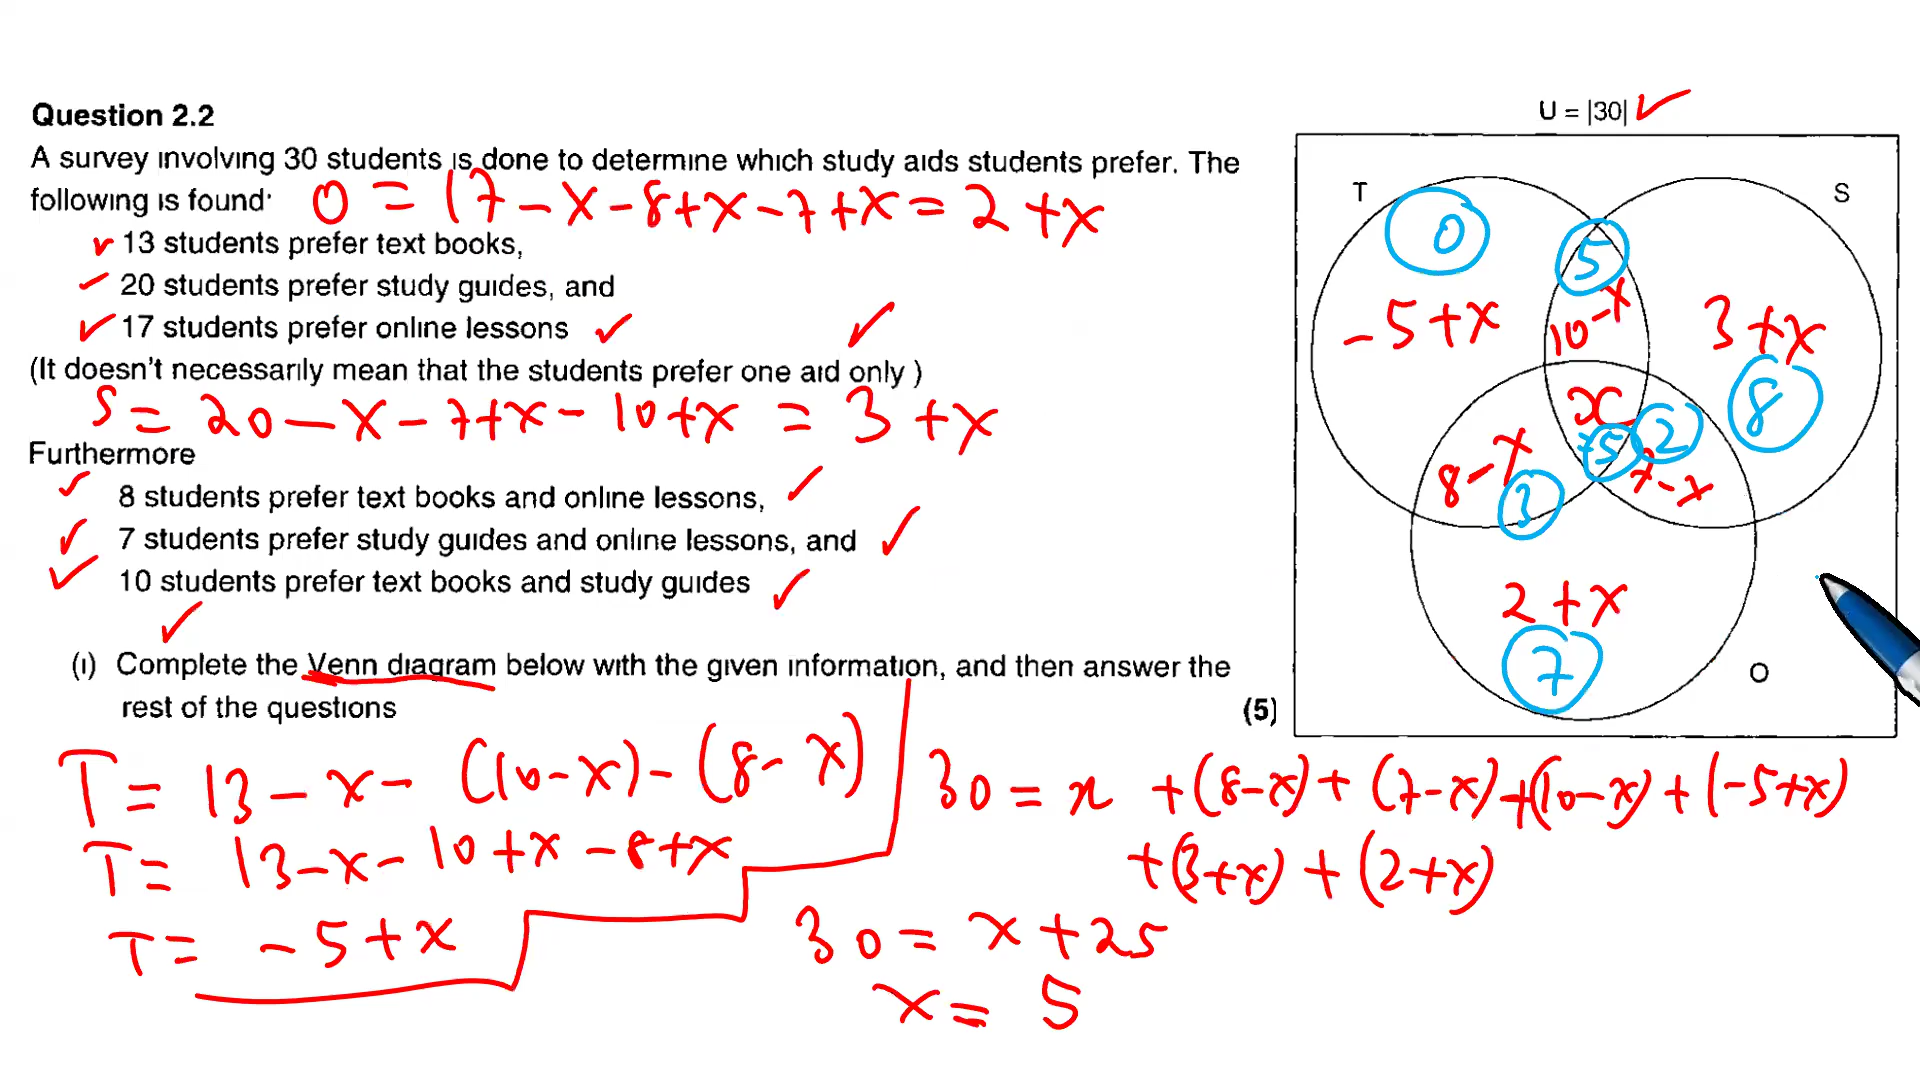 Question 2.2
A survey involving 30 students is done to determine which study aids students prefer. The
following is found·
O = 17 - x - 8 + x - 7 + x = 2 + x
13 students prefer text books,
20 students prefer study guides, and
17 students prefer online lessons
(It doesn't necessarily mean that the students prefer one aid only )
S = 20 - x - 7 + x - 10 + x = 3 + x
Furthermore
8 students prefer text books and online lessons,
7 students prefer study guides and online lessons, and
10 students prefer text books and study guides
(i) Complete the Venn diagram below with the given information, and then answer the
rest of the questions
(5)
T = 13 - x - (10 - x) - (8 - x)
T = 13 - x - 10 + x - 8 + x
T = -5 + x
30 = x + (8 - x) + (7 - x) + (10 - x) + (-5 + x)
+ (3 + x) + (2 + x)
30 = x + 25
x = 5
U = |30|
T
S
0
5
-5 + x
10 - x
3 + x
8
x
5
2
8 - x
7 - x
3
2 + x
7
O